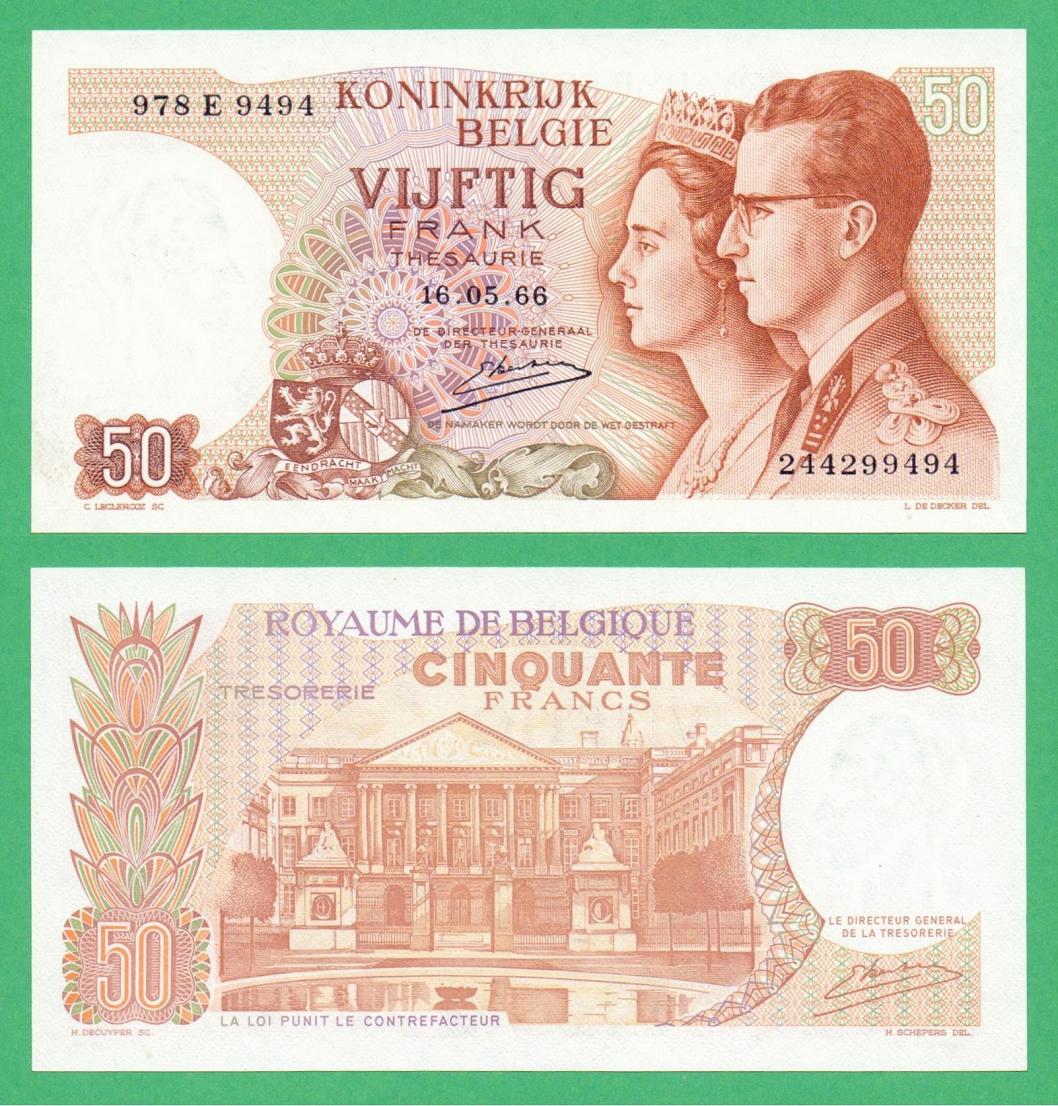 978 E 9494
KONINKRIJK
BELGIE
50
VIJFTIG
FRANK
THESAURIE
16.05.66
DE DIRECTEUR-GENERAAL
DER THESAURIE
DE NAMAKER WORDT DOOR DE WET GESTRAFT
50
EENDRACHT
MAAKT MACHT
244299494
C. LECLERCQZ SC.
L. DE DECKER DEL.
ROYAUME DE BELGIQUE
50
CINQUANTE
TRESORERIE
FRANCS
LE DIRECTEUR GENERAL
DE LA TRESORERIE.
50
LA LOI PUNIT LE CONTREFACTEUR
H. DECUYPER SC.
H. SCHEPERS DEL.